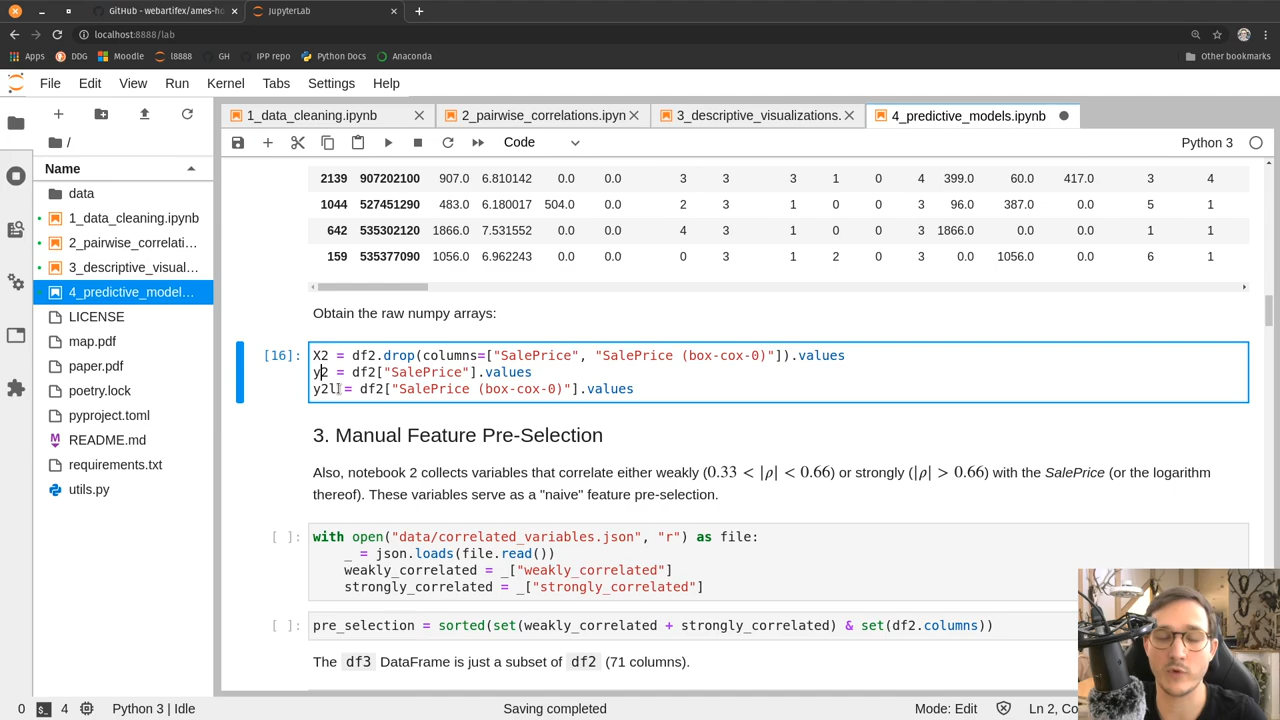 GitHub - webartifex/ames-ho
JupyterLab
localhost:8888/lab
Apps DDG Moodle l8888 GH IPP repo Python Docs Anaconda Other bookmarks
File Edit View Run Kernel Tabs Settings Help
1_data_cleaning.ipynb 2_pairwise_correlations.ipyn 3_descriptive_visualizations. 4_predictive_models.ipynb
Code Python 3
/
Name
data
1_data_cleaning.ipynb
2_pairwise_correlati...
3_descriptive_visual...
4_predictive_model...
LICENSE
map.pdf
paper.pdf
poetry.lock
pyproject.toml
README.md
requirements.txt
utils.py
2139 907202100 907.0 6.810142 0.0 0.0 3 3 3 1 0 4 399.0 60.0 417.0 3 4
1044 527451290 483.0 6.180017 504.0 0.0 2 3 1 0 0 3 96.0 387.0 0.0 5 1
642 535302120 1866.0 7.531552 0.0 0.0 4 3 1 0 0 3 1866.0 0.0 0.0 1 1
159 535377090 1056.0 6.962243 0.0 0.0 0 3 1 2 0 3 0.0 1056.0 0.0 6 1
Obtain the raw numpy arrays:
[16]: X2 = df2.drop(columns=["SalePrice", "SalePrice (box-cox-0)"]).values
y2 = df2["SalePrice"].values
y2l = df2["SalePrice (box-cox-0)"].values
3. Manual Feature Pre-Selection
Also, notebook 2 collects variables that correlate either weakly (0.33 < |ρ| < 0.66) or strongly (|ρ| > 0.66) with the SalePrice (or the logarithm
thereof). These variables serve as a "naive" feature pre-selection.
[ ]: with open("data/correlated_variables.json", "r") as file:
_ = json.loads(file.read())
weakly_correlated = _["weakly_correlated"]
strongly_correlated = _["strongly_correlated"]
[ ]: pre_selection = sorted(set(weakly_correlated + strongly_correlated) & set(df2.columns))
The df3 DataFrame is just a subset of df2 (71 columns).
0 4 Python 3 | Idle Saving completed Mode: Edit Ln 2, Co